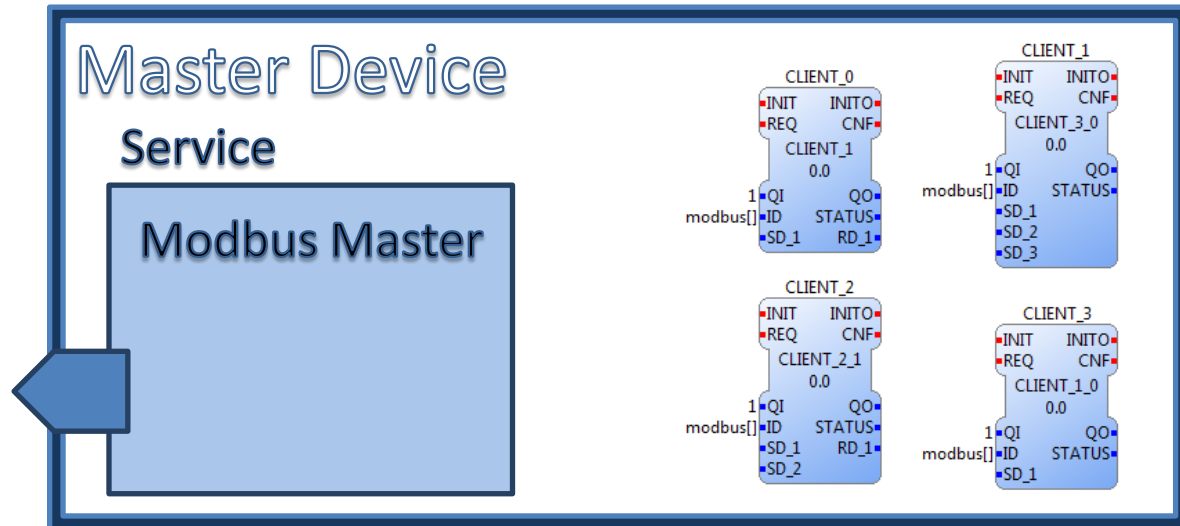 Master Device
Service
Modbus Master
CLIENT_0
INIT INITO
REQ CNF
CLIENT_1
0.0
1 QI QO
modbus[] ID STATUS
SD_1 RD_1
CLIENT_1
INIT INITO
REQ CNF
CLIENT_3_0
0.0
1 QI QO
modbus[] ID STATUS
SD_1
SD_2
SD_3
CLIENT_2
INIT INITO
REQ CNF
CLIENT_2_1
0.0
1 QI QO
modbus[] ID STATUS
SD_1 RD_1
SD_2
CLIENT_3
INIT INITO
REQ CNF
CLIENT_1_0
0.0
1 QI QO
modbus[] ID STATUS
SD_1